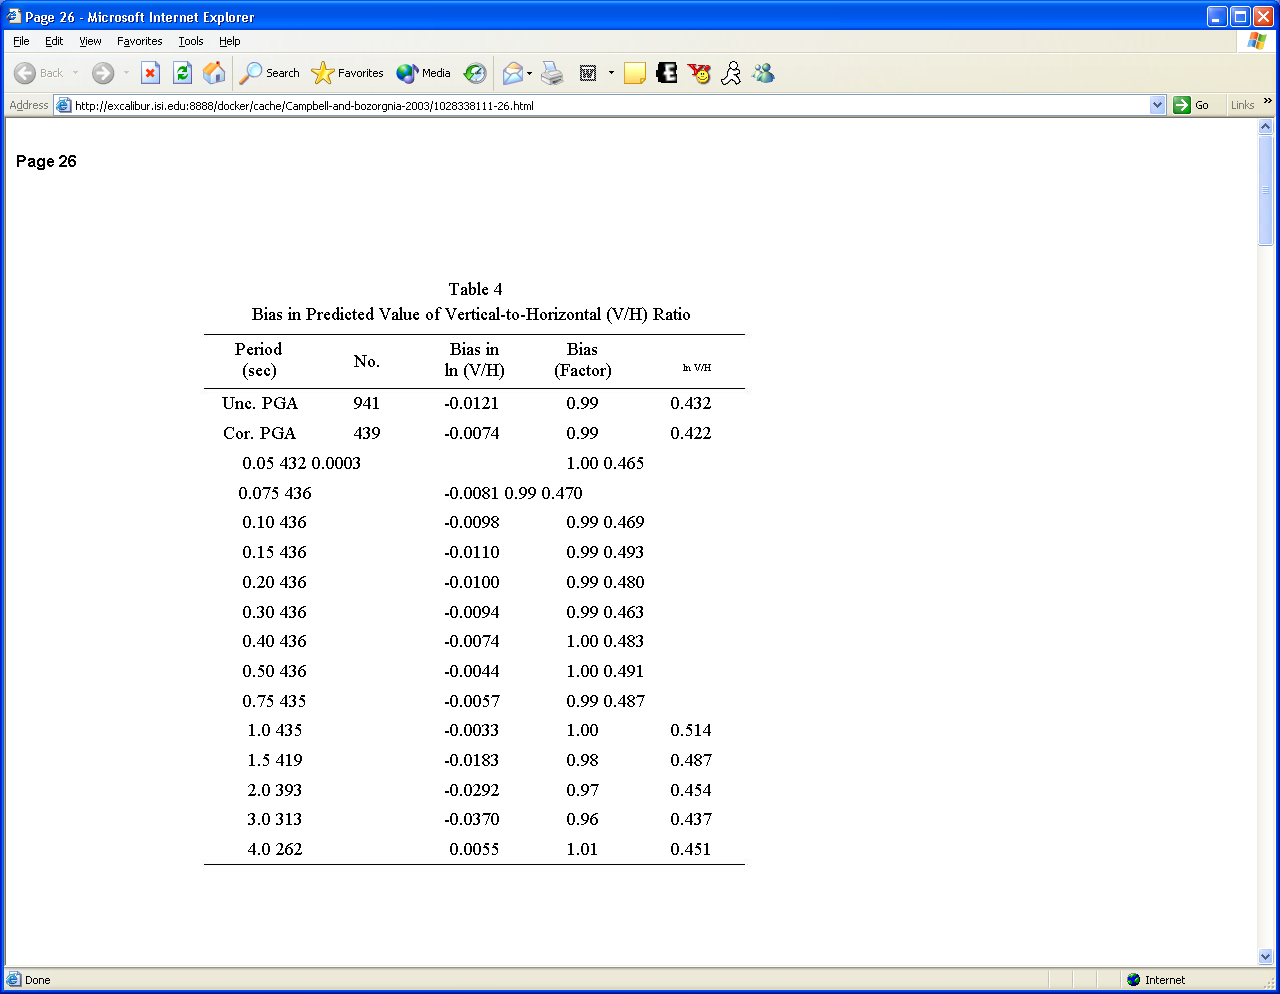 Page 26 - Microsoft Internet Explorer
File Edit View Favorites Tools Help
Back Search Favorites Media
Address http://excalibur.isi.edu:8888/docker/cache/Campbell-and-bozorgnia-2003/1028338111-26.html Go Links »
Page 26
Table 4
Bias in Predicted Value of Vertical-to-Horizontal (V/H) Ratio
Period (sec) No. Bias in ln (V/H) Bias (Factor) ln V/H
Unc. PGA 941 -0.0121 0.99 0.432
Cor. PGA 439 -0.0074 0.99 0.422
0.05 432 0.0003 1.00 0.465
0.075 436 -0.0081 0.99 0.470
0.10 436 -0.0098 0.99 0.469
0.15 436 -0.0110 0.99 0.493
0.20 436 -0.0100 0.99 0.480
0.30 436 -0.0094 0.99 0.463
0.40 436 -0.0074 1.00 0.483
0.50 436 -0.0044 1.00 0.491
0.75 435 -0.0057 0.99 0.487
1.0 435 -0.0033 1.00 0.514
1.5 419 -0.0183 0.98 0.487
2.0 393 -0.0292 0.97 0.454
3.0 313 -0.0370 0.96 0.437
4.0 262 0.0055 1.01 0.451
Done Internet